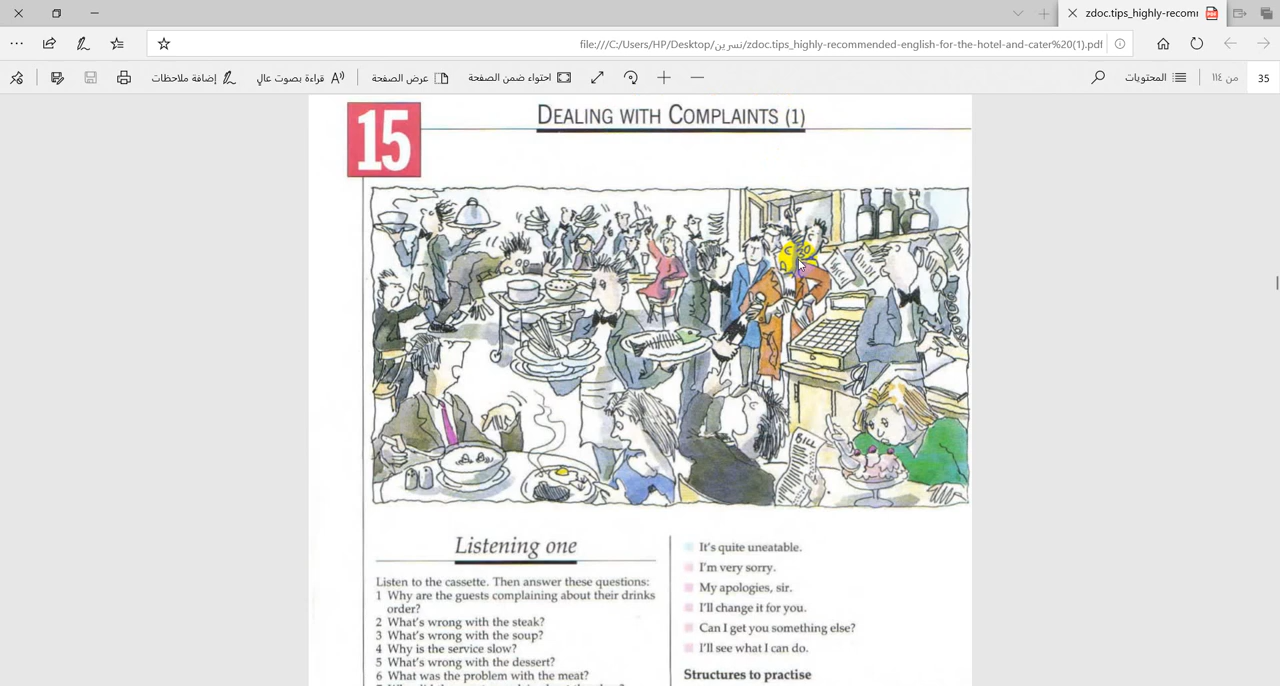 zdoc.tips_highly-recomm
file:///C:/Users/HP/Desktop/نسرين/zdoc.tips_highly-recommended-english-for-the-hotel-and-cater%20(1).pdf
إضافة ملاحظات
قراءة بصوت عالٍ
عرض الصفحة
احتواء ضمن الصفحة
المحتويات
من ١١٤
35
15
DEALING WITH COMPLAINTS (1)
BILL
Listening one
Listen to the cassette. Then answer these questions:
1 Why are the guests complaining about their drinks
order?
2 What's wrong with the steak?
3 What's wrong with the soup?
4 Why is the service slow?
5 What's wrong with the dessert?
6 What was the problem with the meat?
It's quite uneatable.
I'm very sorry.
My apologies, sir.
I'll change it for you.
Can I get you something else?
I'll see what I can do.
Structures to practise